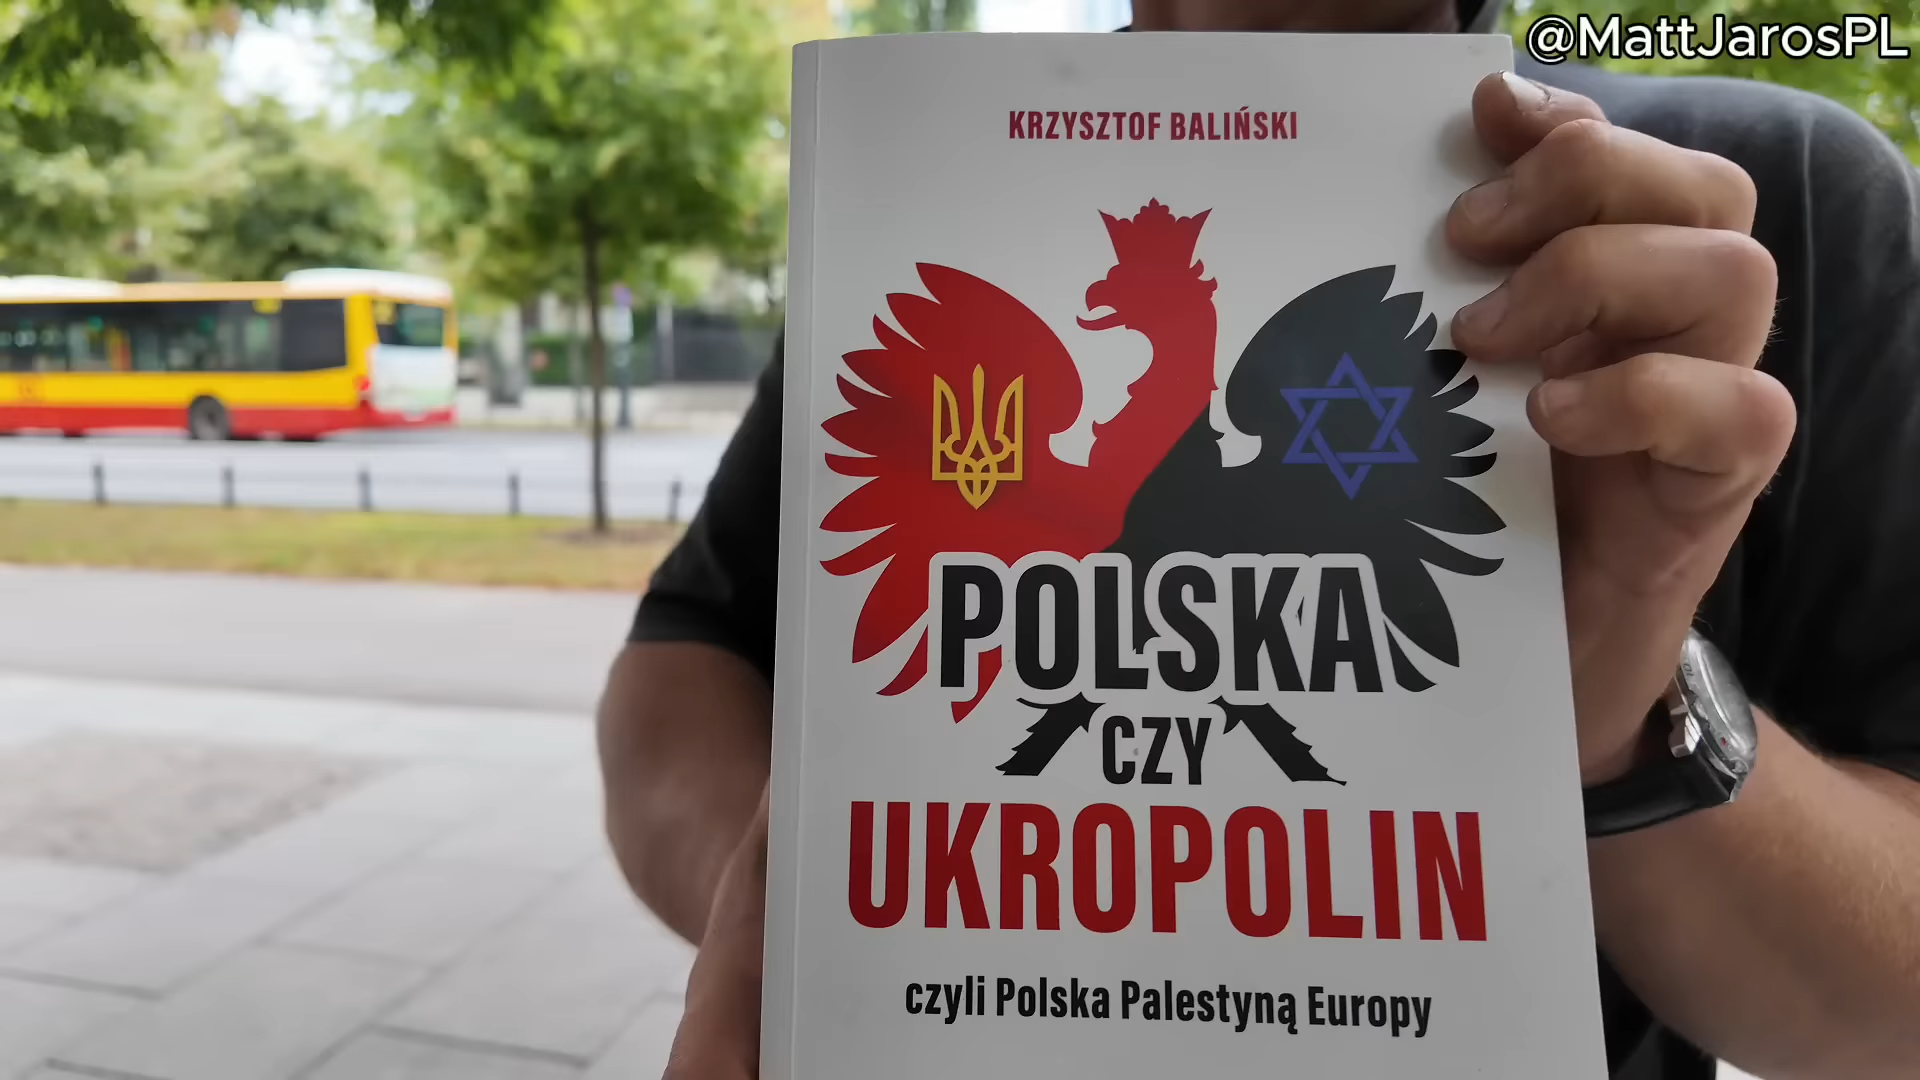 @MattJarosPL
KRZYSZTOF BALIŃSKI
POLSKA
CZY
UKROPOLIN
czyli Polska Palestyną Europy